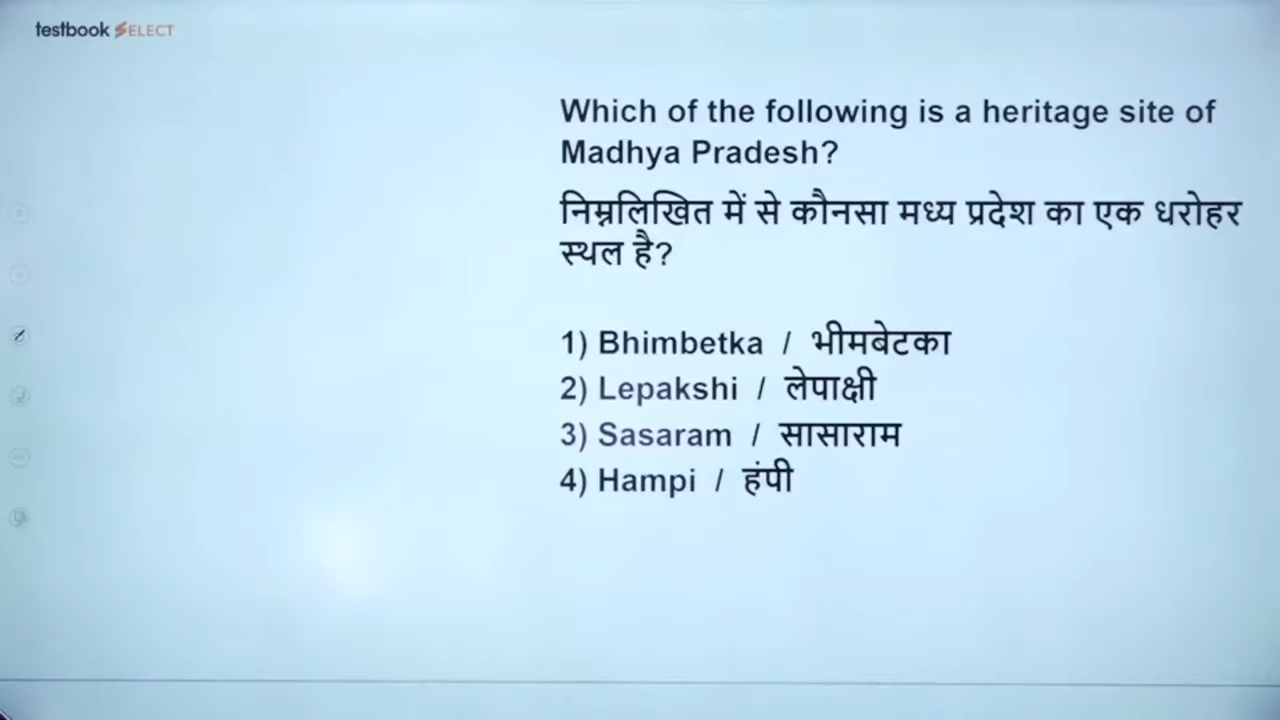 testbook SELECT
Which of the following is a heritage site of
Madhya Pradesh?
निम्नलिखित में से कौनसा मध्य प्रदेश का एक धरोहर
स्थल है?
1) Bhimbetka / भीमबेटका
2) Lepakshi / लेपाक्षी
3) Sasaram / सासाराम
4) Hampi / हंपी